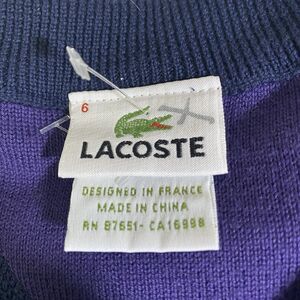 6
LACOSTE
DESIGNED IN FRANCE
MADE IN CHINA
RN 87651- CA16998